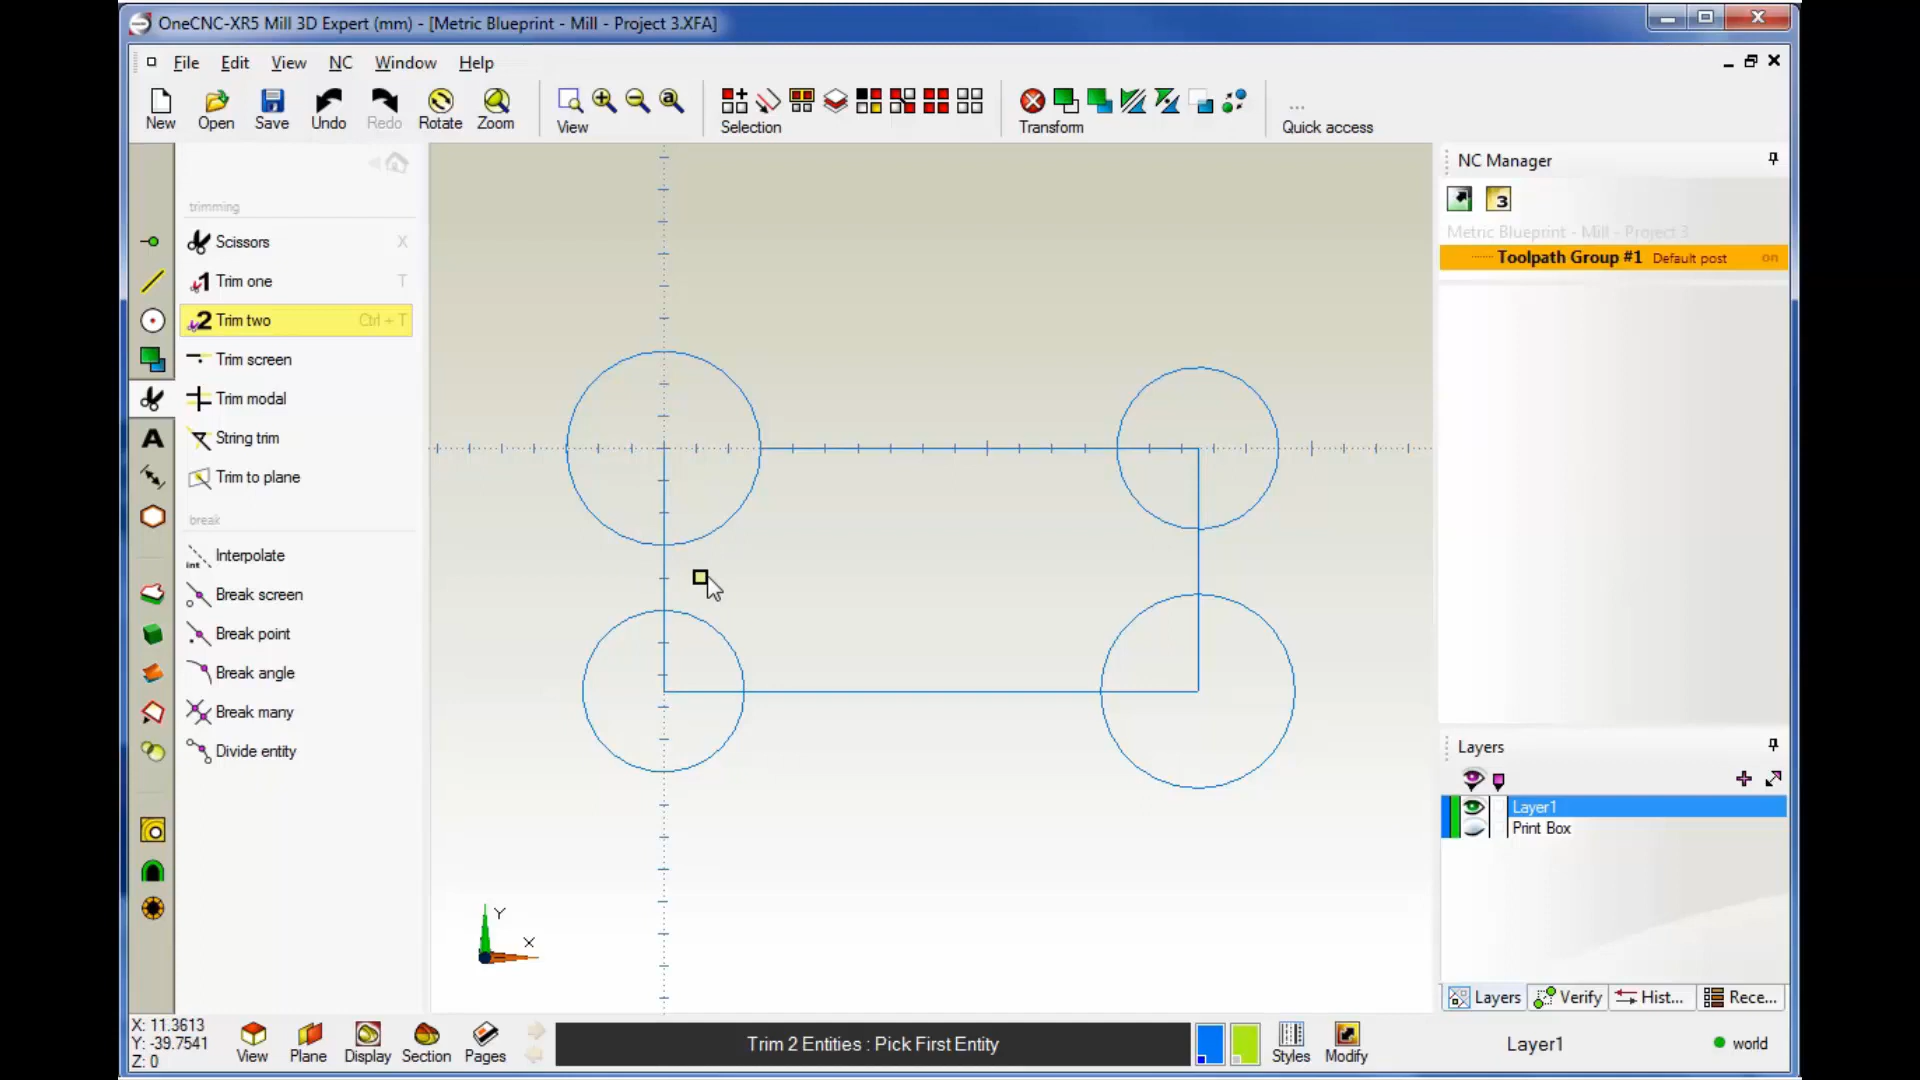 OneCNC-XR5 Mill 3D Expert (mm) - [Metric Blueprint - Mill - Project 3.XFA]
File Edit View NC Window Help
New Open Save Undo Redo Rotate Zoom View Selection Transform ... Quick access
trimming
Scissors X
1 Trim one T
2 Trim two Ctrl + T
Trim screen
Trim modal
String trim
Trim to plane
break
int Interpolate
Break screen
Break point
Break angle
Break many
Divide entity
A
Y
X
NC Manager
3
Metric Blueprint - Mill - Project 3
Toolpath Group #1 Default post on
Layers
Layer1
Print Box
Layers Verify Hist... Rece...
X: 11.3613
Y: -39.7541
Z: 0
View Plane Display Section Pages
Trim 2 Entities : Pick First Entity
Styles Modify
Layer1
world